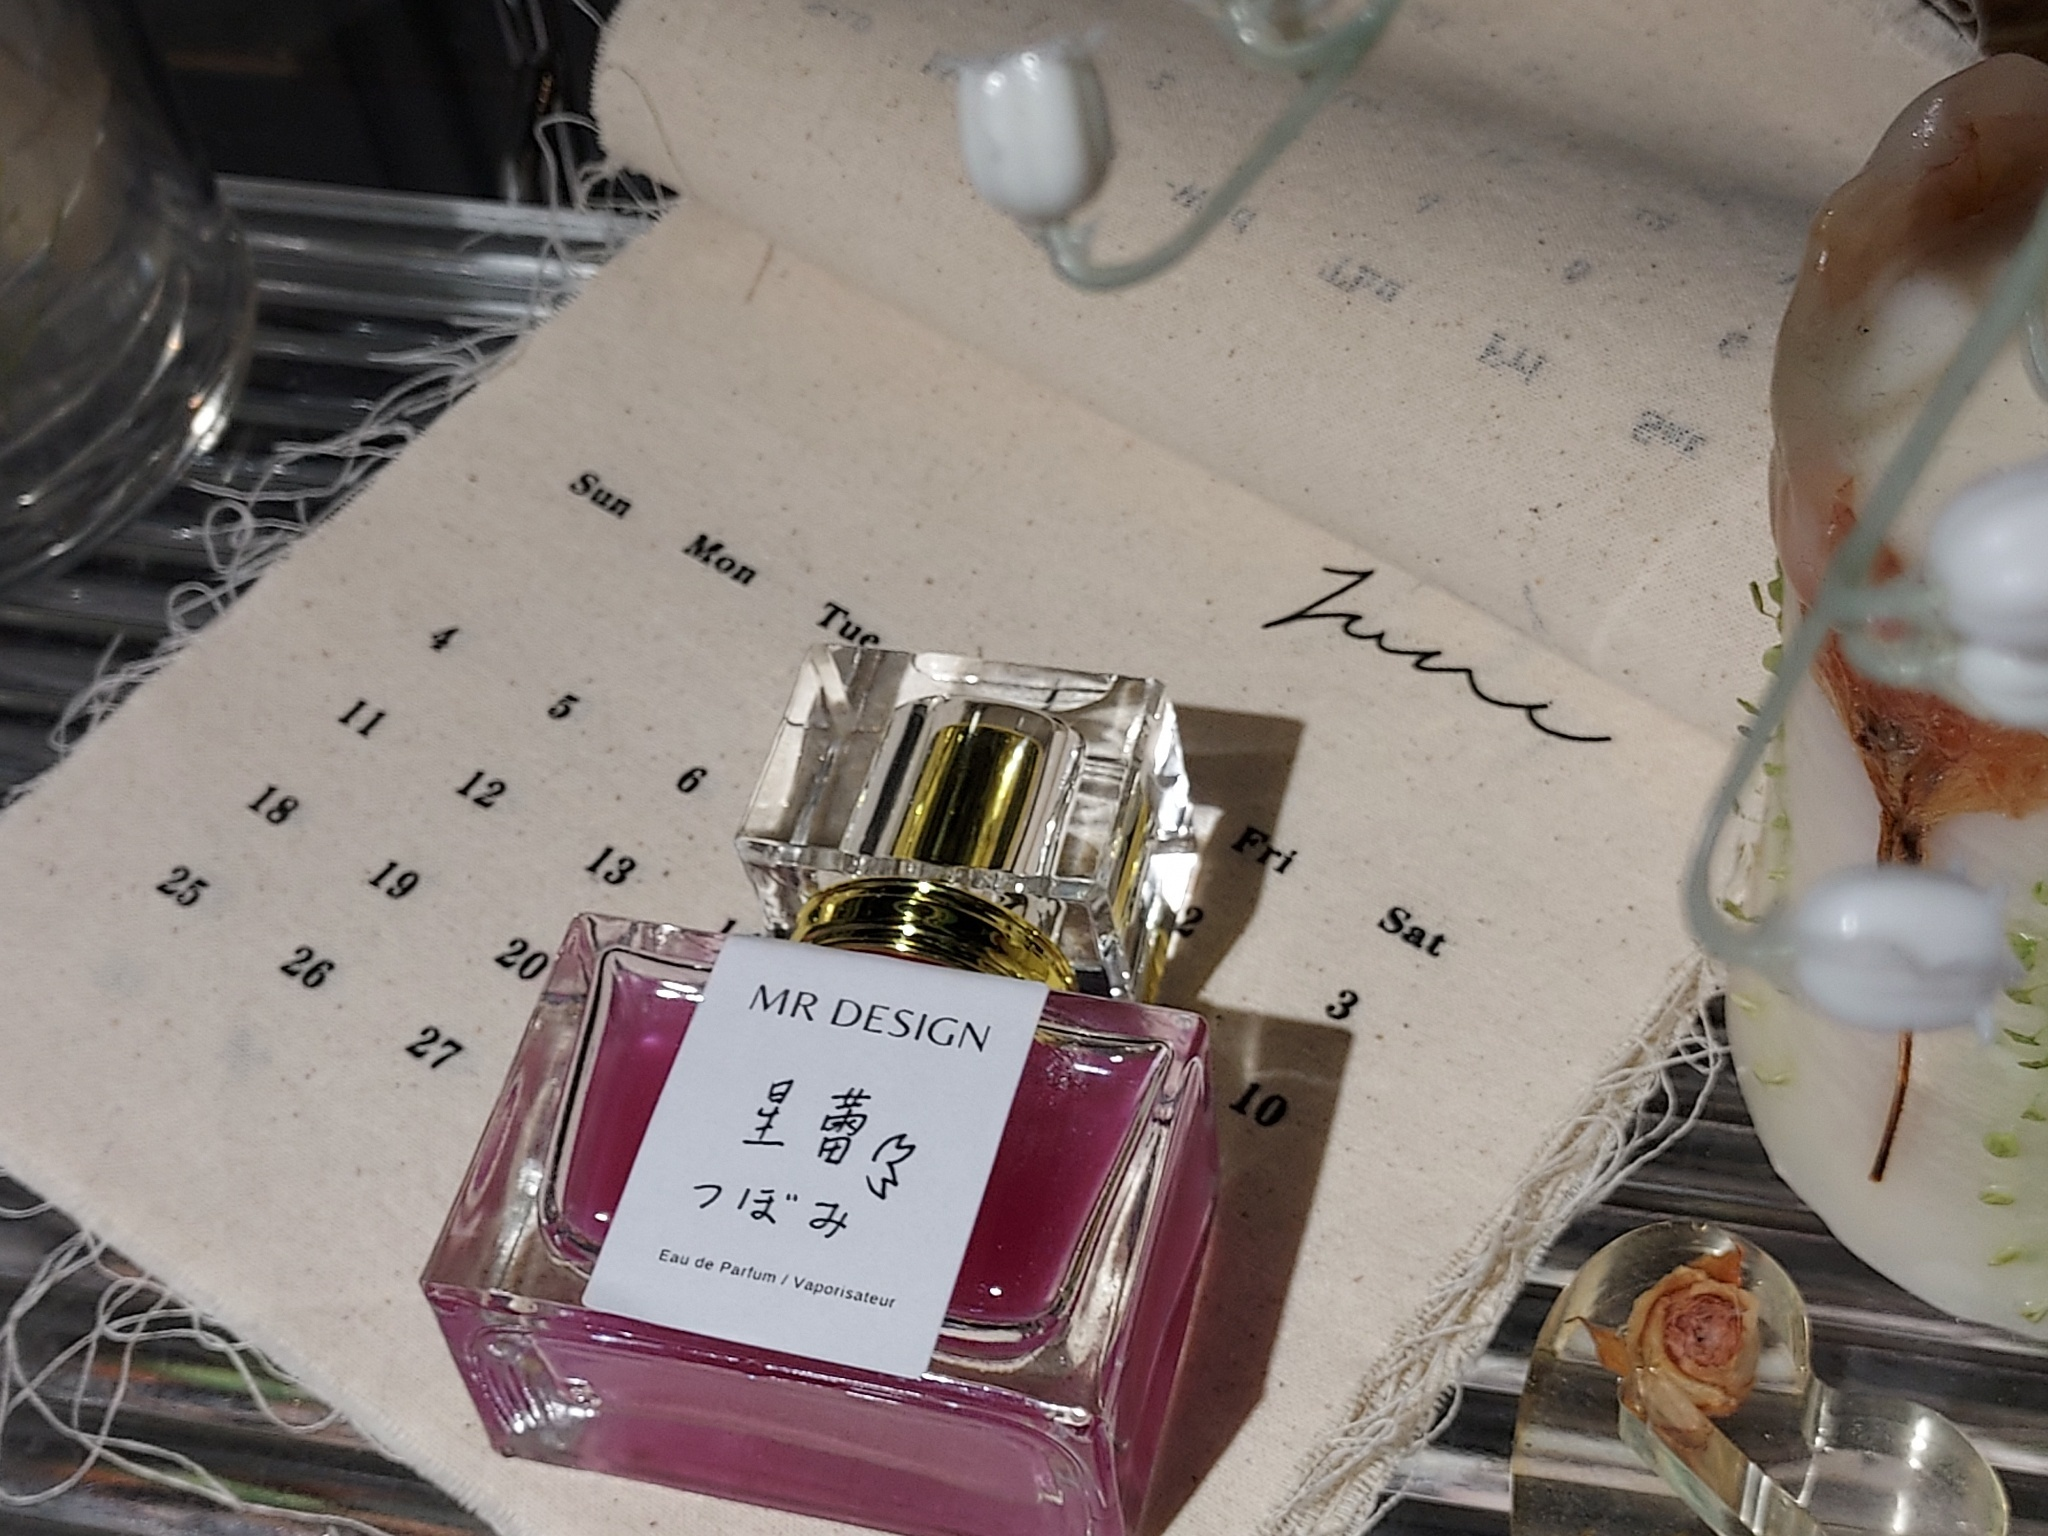 June
Sun Mon Tue Fri Sat
2 3
4 5 6 10
11 12 13
18 19 20
25 26 27
MR DESIGN
星蕾
つぼみ
Eau de Parfum / Vaporisateur